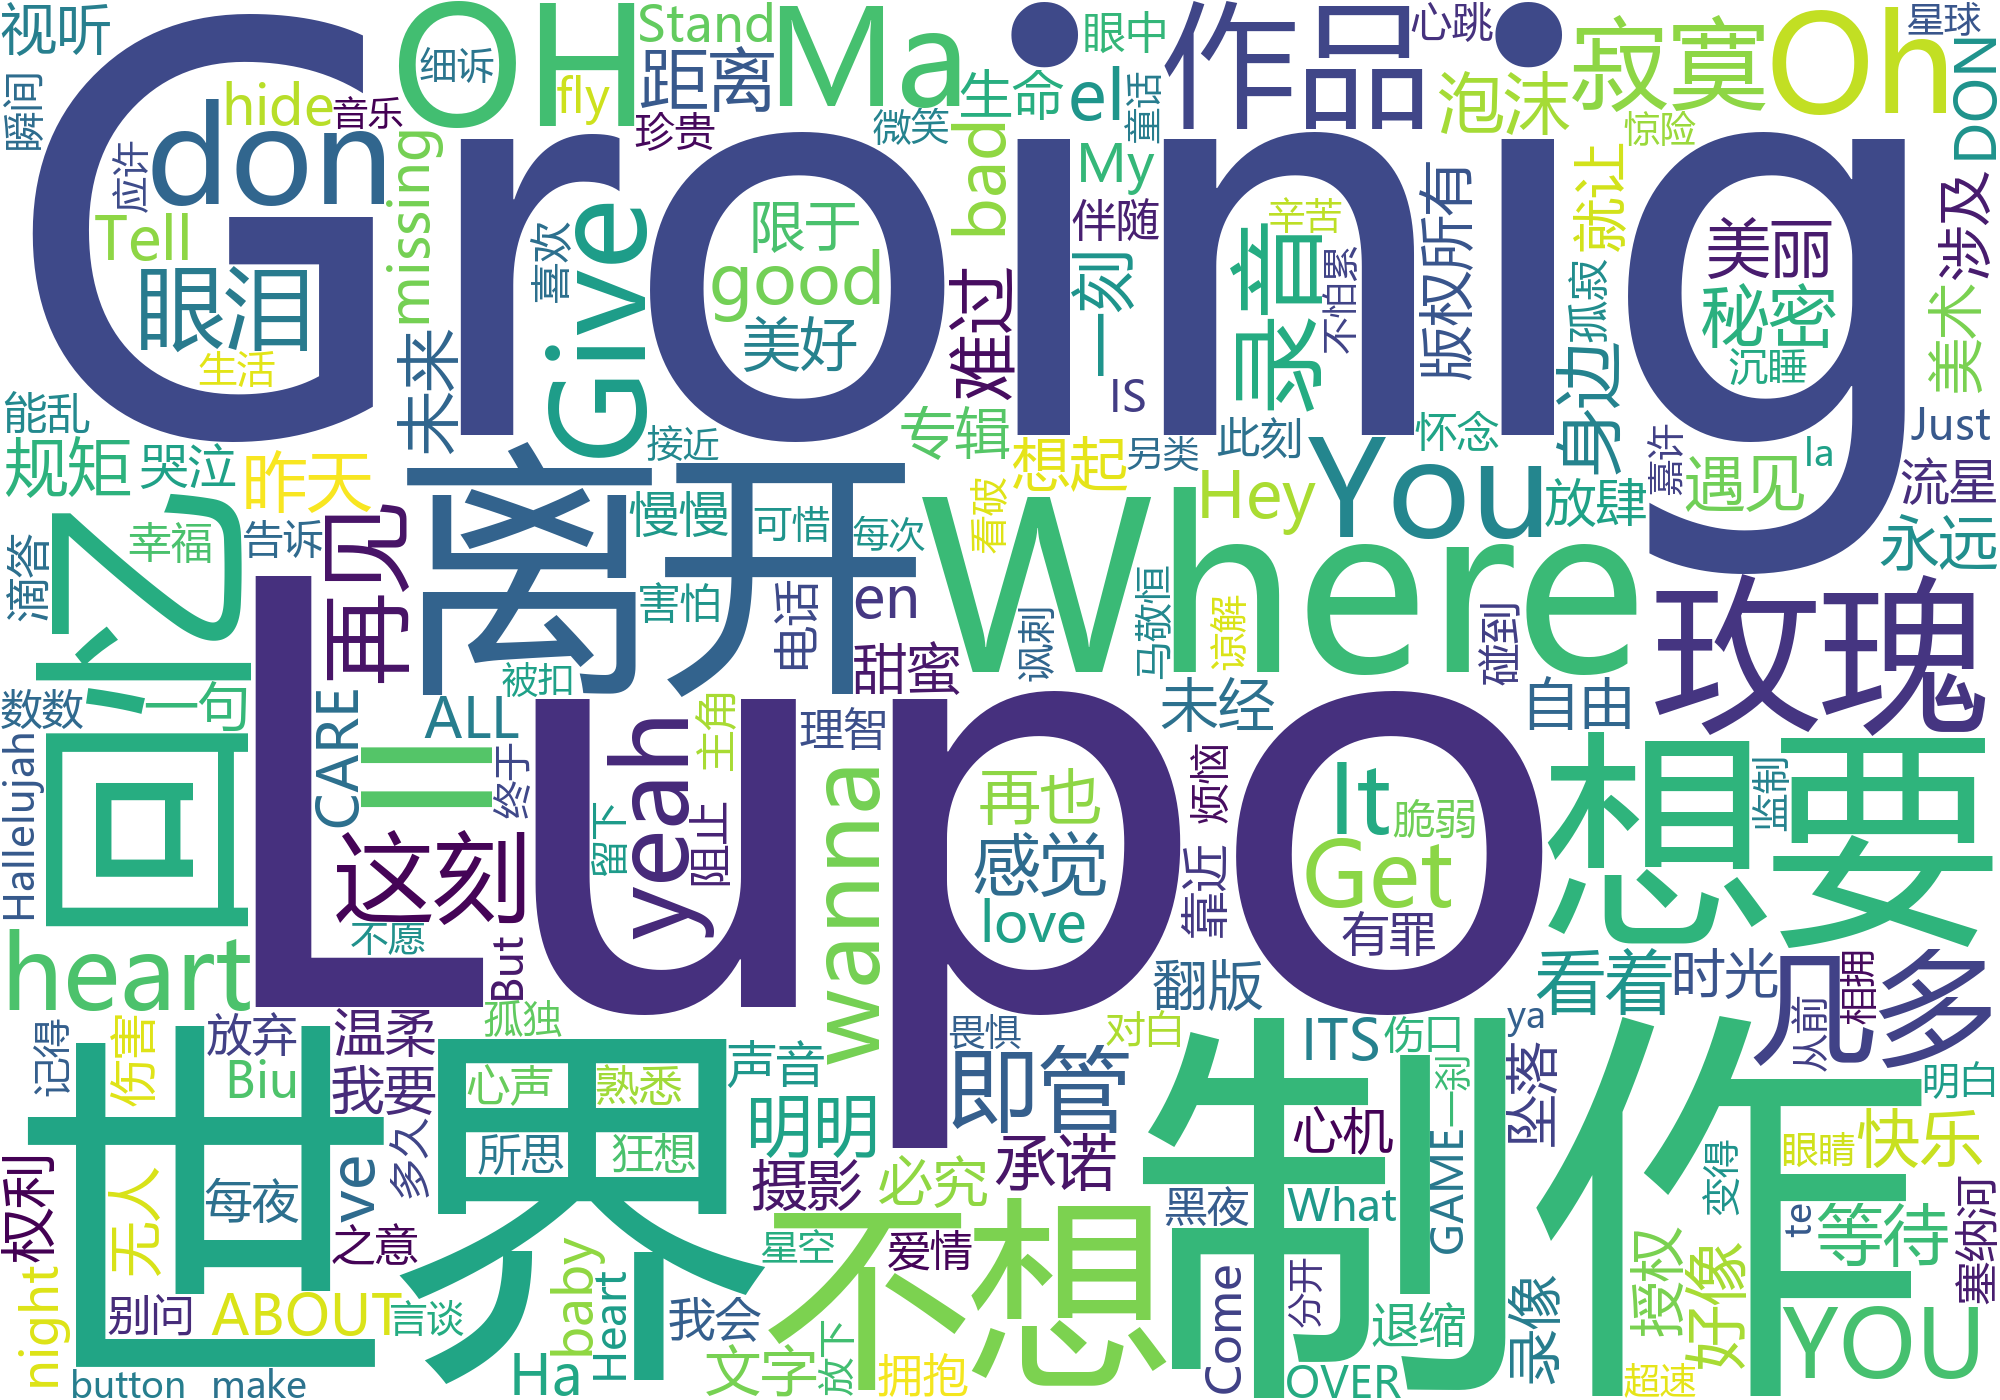 视听
Groinig
OH
Stand
Ma
作品
心跳
星球
眼中
细诉
fly
距离
寂寞
Oh
DON
瞬间
hide
音乐
珍贵
微笑
生命
el
童话
泡沫
惊险
don
应许
missing
bad
My
伴随
辛苦
就让
版权所有
涉及
Tell
喜欢
Give
限于
good
美好
难过
一刻
录音
不怕累
孤寂
美丽
秘密
沉睡
美术
眼泪
生活
未来
IS
能乱
规矩
哭泣
昨天
接近
专辑
想起
另类
此刻
怀念
身边
嘉许
遇见
la
Just
流星
离开
慢慢
可惜
每次
看破
Hey
You
放肆
永远
滴答
幸福
告诉
再见
回忆
害怕
电话
en
Where
风刺
马敬恒
谅解
碰到
玫瑰
被扣
甜蜜
未经
自由
数数
一句
CARE
ALL
Lupo
yeah
主角
理智
Hallelujah
终于
留下
阻止
wanna
再也
感觉
love
烦恼
靠近
It
脆弱
Get
有罪
想要
监制
这刻
不愿
But
heart
孤独
畏惧
翻版
看着
时光
几多
相拥
从前
记得
伤害
放弃
温柔
Biu
我要
世界
心声
熟悉
所思
狂想
声音
明明
即管
对白
制作
ITS
伤口
一刹
ya
坠落
明白
多久
摄影
必究
承诺
心机
GAME
变得
眼睛
快乐
权利
无人
每夜
ve
之意
星空
爱情
不想
黑夜
What
te
等待
塞纳河
night
别问
ABOUT
言谈
baby
Heart
我会
Come
分开
退缩
录像
授权
好像
YOU
button
make
Ha
文字
放下
拥抱
OVER
超速